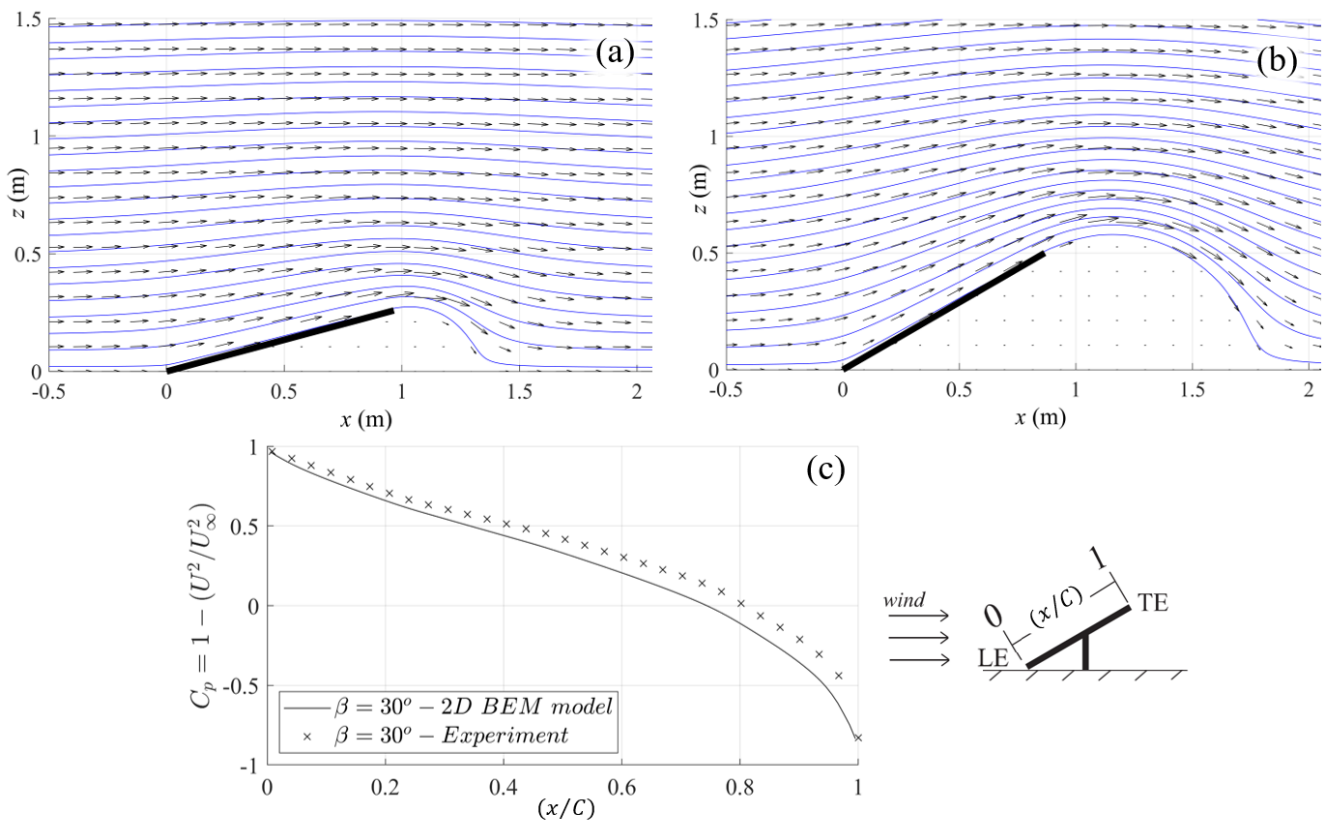 (a)
1.5
1
0.5
0
z (m)
-0.5 0 0.5 1 1.5 2
x (m)
(b)
1.5
1
0.5
0
z (m)
-0.5 0 0.5 1 1.5 2
x (m)
(c)
1
0.5
0
-0.5
-1
C_p = 1 − (U²/U∞²)
β = 30° − 2D BEM model
β = 30° − Experiment
0 0.2 0.4 0.6 0.8 1
(x/C)
wind
0
(x/C)
1
LE
TE